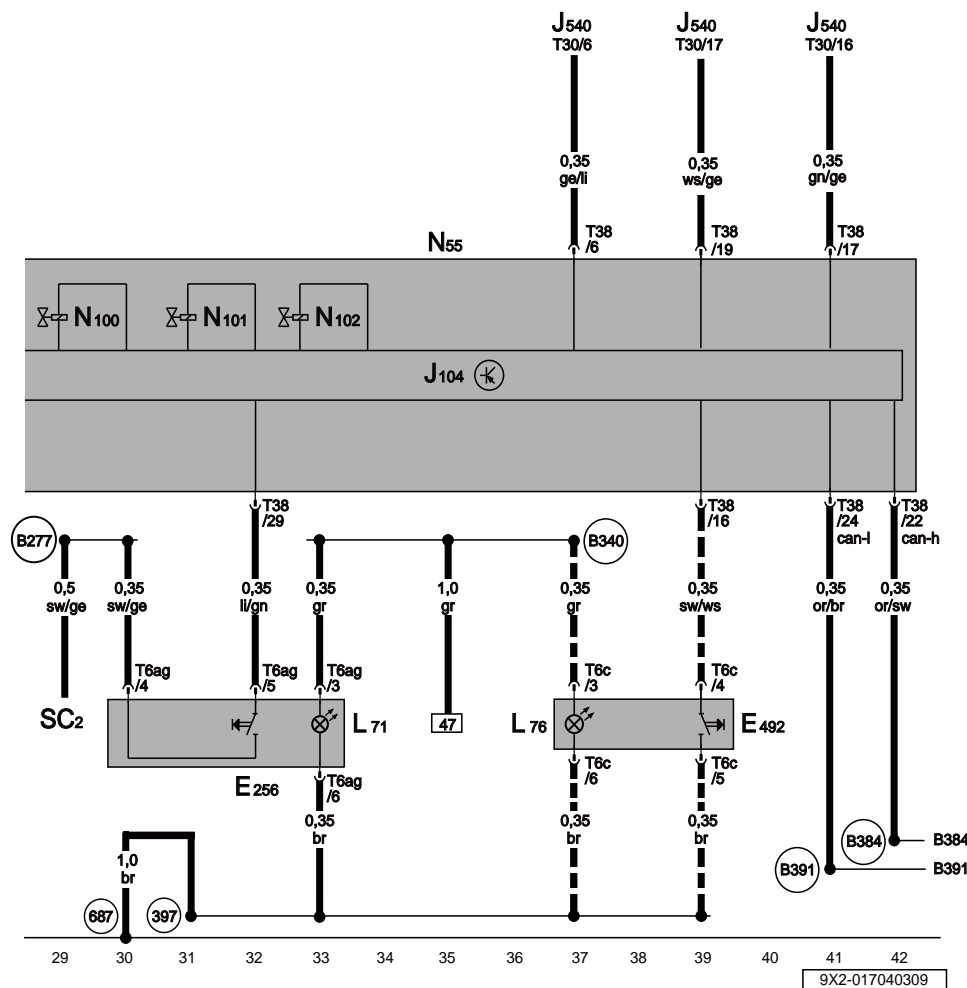 J540 J540 J540
T30/6 T30/17 T30/16
0,35 0,35 0,35
ge/li ws/ge gn/ge
T38 T38 T38
/6 /19 /17
N55
N100 N101 N102
J104
T38 T38 T38 T38
/29 /16 /24 /22
can-l can-h
B277 B340
0,5 0,35 0,35 0,35 1,0 0,35 0,35 0,35 0,35
sw/ge sw/ge li/gn gr gr gr sw/ws or/br or/sw
T6ag T6ag T6ag T6c T6c
/4 /5 /3 /3 /4
SC2 L71 47 L76 E492
E256 T6ag T6c T6c
/6 /6 /5
0,35 0,35 0,35
br br br
1,0
br
B384 B384
B391 B391
687 397
29 30 31 32 33 34 35 36 37 38 39 40 41 42
9X2-017040309